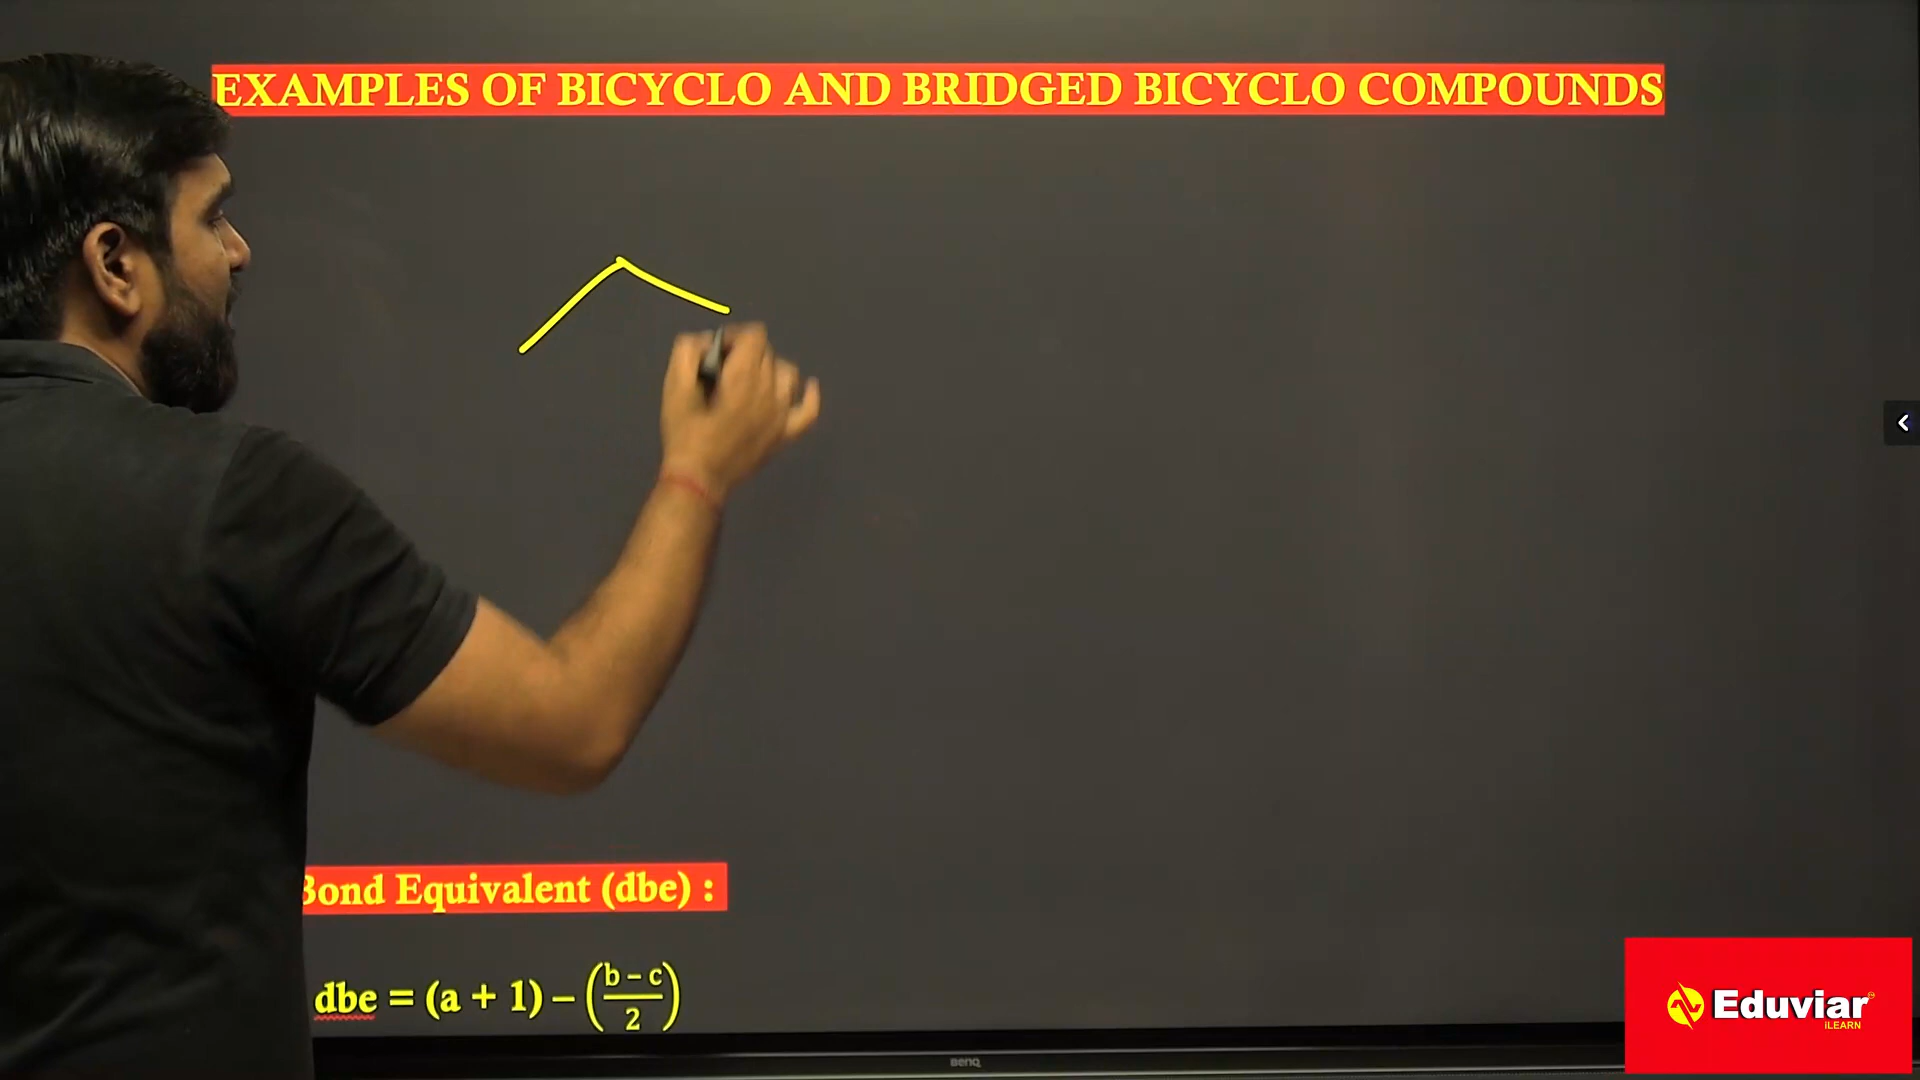 EXAMPLES OF BICYCLO AND BRIDGED BICYCLO COMPOUNDS
Bond Equivalent (dbe) :
dbe = (a + 1) – ((b – c)/2)
BenQ
Eduviar
iLEARN